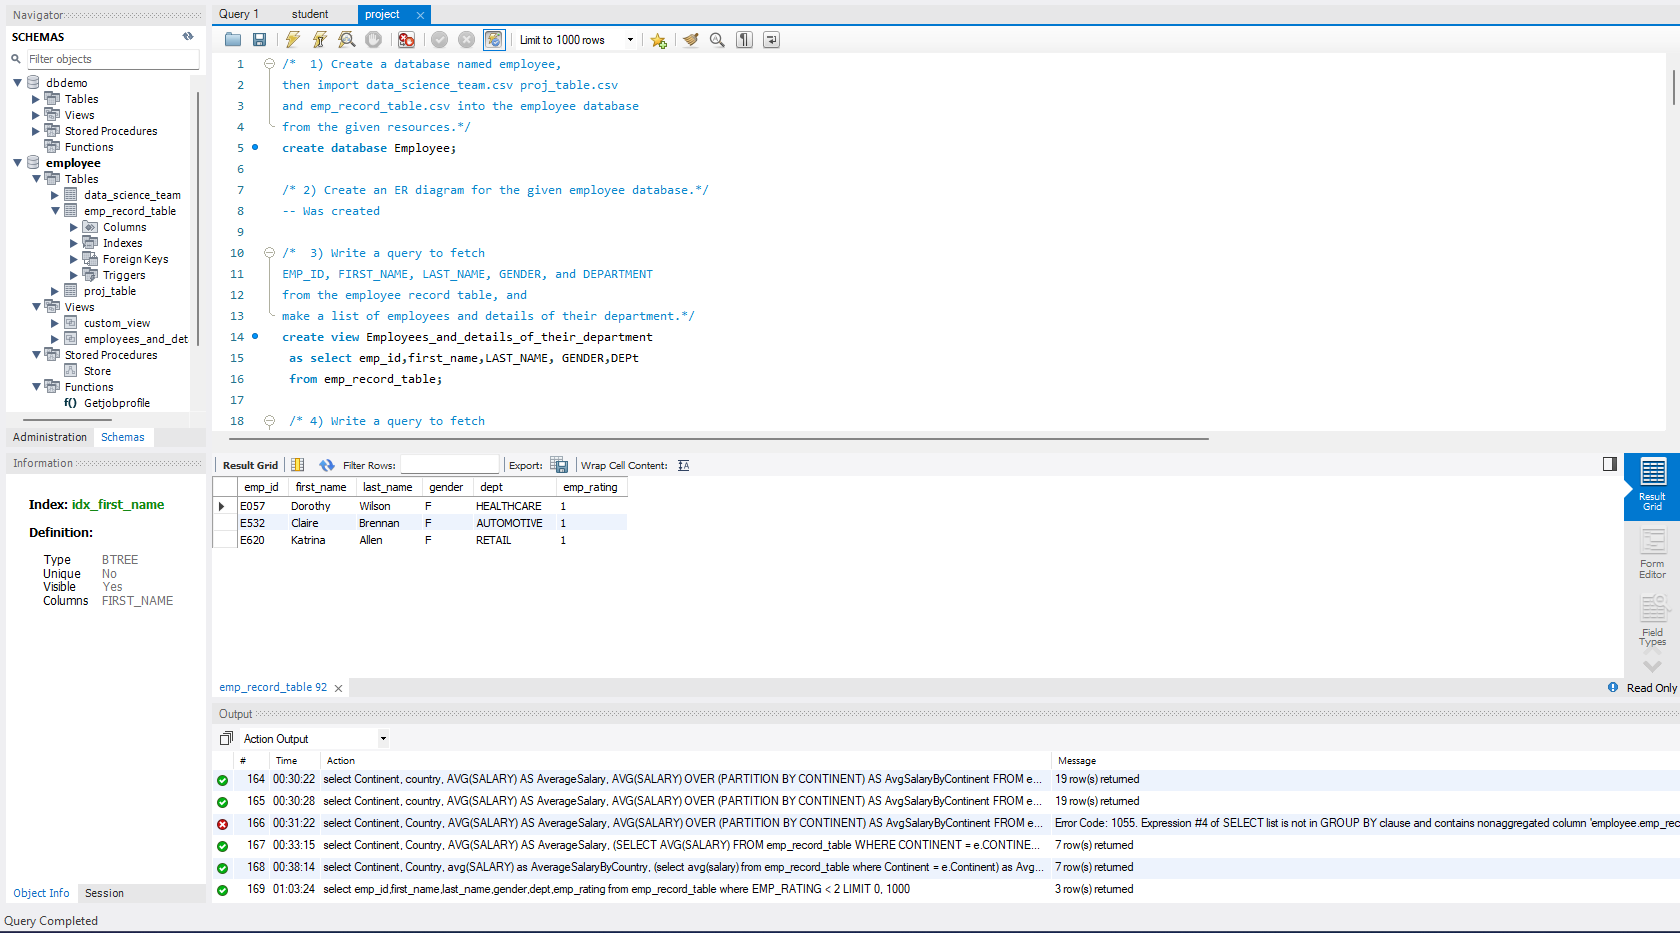 Navigator
SCHEMAS
Filter objects
dbdemo
Tables
Views
Stored Procedures
Functions
employee
Tables
data_science_team
emp_record_table
Columns
Indexes
Foreign Keys
Triggers
proj_table
Views
custom_view
employees_and_det
Stored Procedures
Store
Functions
f() Getjobprofile
Administration Schemas
Information
Index: idx_first_name
Definition:
Type BTREE
Unique No
Visible Yes
Columns FIRST_NAME
Object Info Session
Query Completed
Query 1 student project
Limit to 1000 rows
1 /*  1) Create a database named employee,
2 then import data_science_team.csv proj_table.csv
3 and emp_record_table.csv into the employee database
4 from the given resources.*/
5 create database Employee;
6
7 /* 2) Create an ER diagram for the given employee database.*/
8 -- Was created
9
10 /*  3) Write a query to fetch
11 EMP_ID, FIRST_NAME, LAST_NAME, GENDER, and DEPARTMENT
12 from the employee record table, and
13 make a list of employees and details of their department.*/
14 create view Employees_and_details_of_their_department
15 as select emp_id,first_name,LAST_NAME, GENDER,DEPt
16 from emp_record_table;
17
18 /* 4) Write a query to fetch
Result Grid Filter Rows: Export: Wrap Cell Content:
emp_id first_name last_name gender dept emp_rating
E057 Dorothy Wilson F HEALTHCARE 1
E532 Claire Brennan F AUTOMOTIVE 1
E620 Katrina Allen F RETAIL 1
Result
Grid
Form
Editor
Field
Types
emp_record_table 92
Read Only
Output
Action Output
# Time Action Message
164 00:30:22 select Continent, country, AVG(SALARY) AS AverageSalary, AVG(SALARY) OVER (PARTITION BY CONTINENT) AS AvgSalaryByContinent FROM e... 19 row(s) returned
165 00:30:28 select Continent, country, AVG(SALARY) AS AverageSalary, AVG(SALARY) OVER (PARTITION BY CONTINENT) AS AvgSalaryByContinent FROM e... 19 row(s) returned
166 00:31:22 select Continent, Country, AVG(SALARY) AS AverageSalary, AVG(SALARY) OVER (PARTITION BY CONTINENT) AS AvgSalaryByContinent FROM e... Error Code: 1055. Expression #4 of SELECT list is not in GROUP BY clause and contains nonaggregated column 'employee.emp_rec
167 00:33:15 select Continent, Country, AVG(SALARY) AS AverageSalary, (SELECT AVG(SALARY) FROM emp_record_table WHERE CONTINENT = e.CONTINE... 7 row(s) returned
168 00:38:14 select Continent, Country, avg(SALARY) as AverageSalaryByCountry, (select avg(salary) from emp_record_table where Continent = e.Continent) as Avg... 7 row(s) returned
169 01:03:24 select emp_id,first_name,last_name,gender,dept,emp_rating from emp_record_table where EMP_RATING < 2 LIMIT 0, 1000 3 row(s) returned